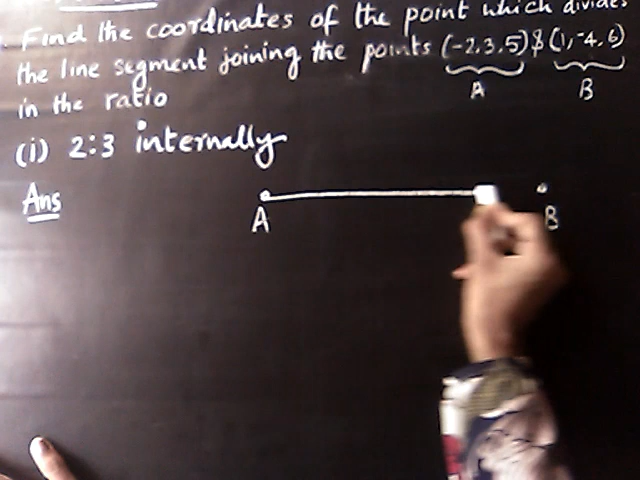 Find the coordinates of the point which divides
the line segment joining the points (-2,3,5) & (1,-4,6)
A B
in the ratio
(i) 2:3 internally
Ans
A B